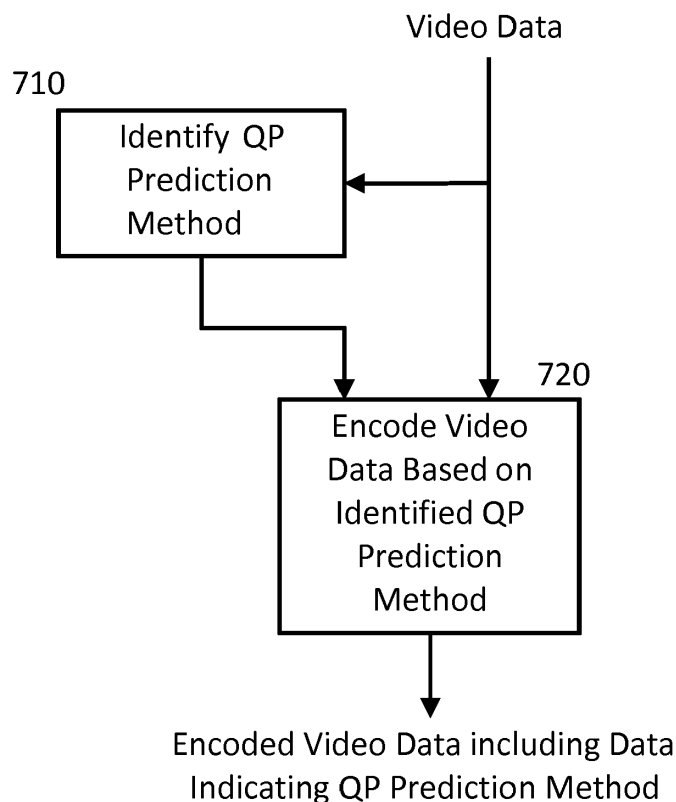 Video Data
710
Identify QP
Prediction
Method
720
Encode Video
Data Based on
Identified QP
Prediction
Method
Encoded Video Data including Data
Indicating QP Prediction Method